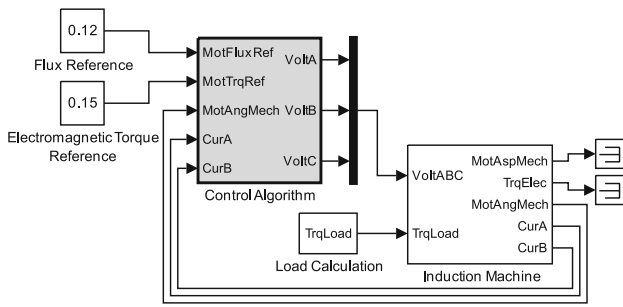 0.12
Flux Reference
0.15
Electromagnetic Torque
Reference
MotFluxRef
MotTrqRef
MotAngMech
CurA
CurB
VoltA
VoltB
VoltC
Control Algorithm
TrqLoad
Load Calculation
VoltABC
TrqLoad
MotAspMech
TrqElec
MotAngMech
CurA
CurB
Induction Machine